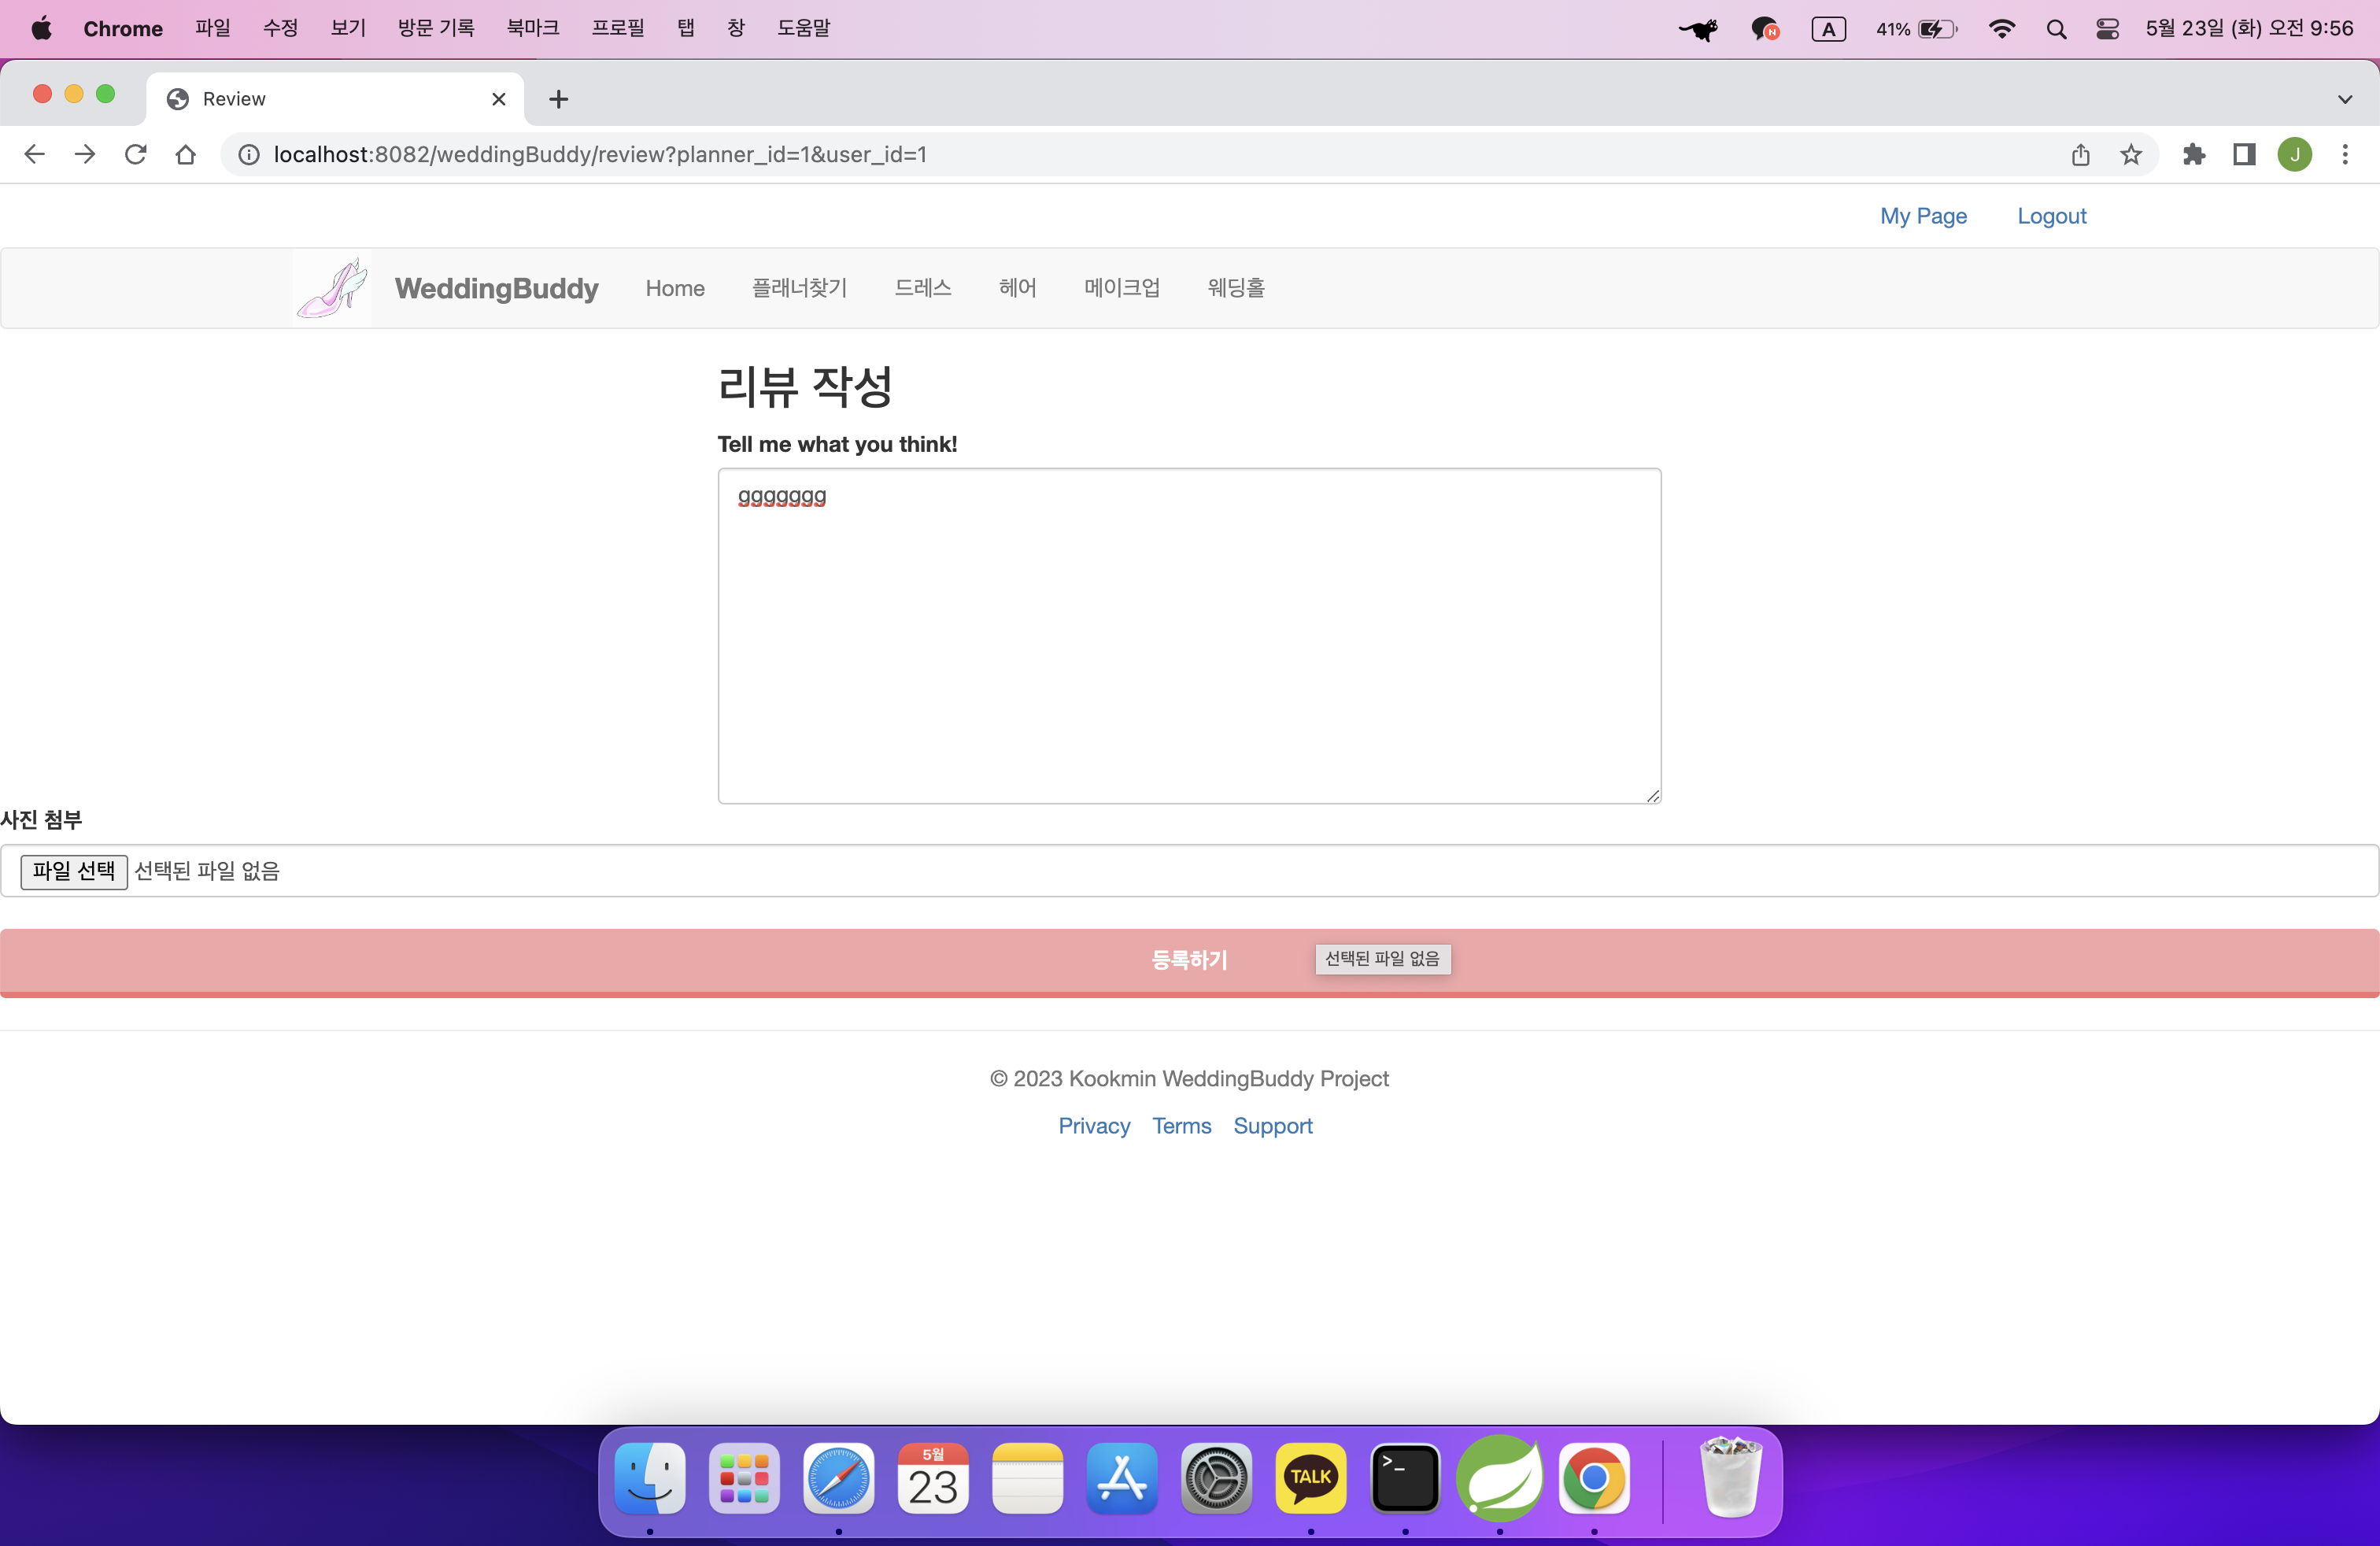 Chrome 파일 수정 보기 방문 기록 북마크 프로필 탭 창 도움말 N A 41% 5월 23일 (화) 오전 9:56
Review
localhost:8082/weddingBuddy/review?planner_id=1&user_id=1 J
My Page Logout
WeddingBuddy Home 플래너찾기 드레스 헤어 메이크업 웨딩홀
리뷰 작성
Tell me what you think!
ggggggg
사진 첨부
파일 선택 선택된 파일 없음
등록하기 선택된 파일 없음
© 2023 Kookmin WeddingBuddy Project
Privacy Terms Support
5월
23
TALK
>_